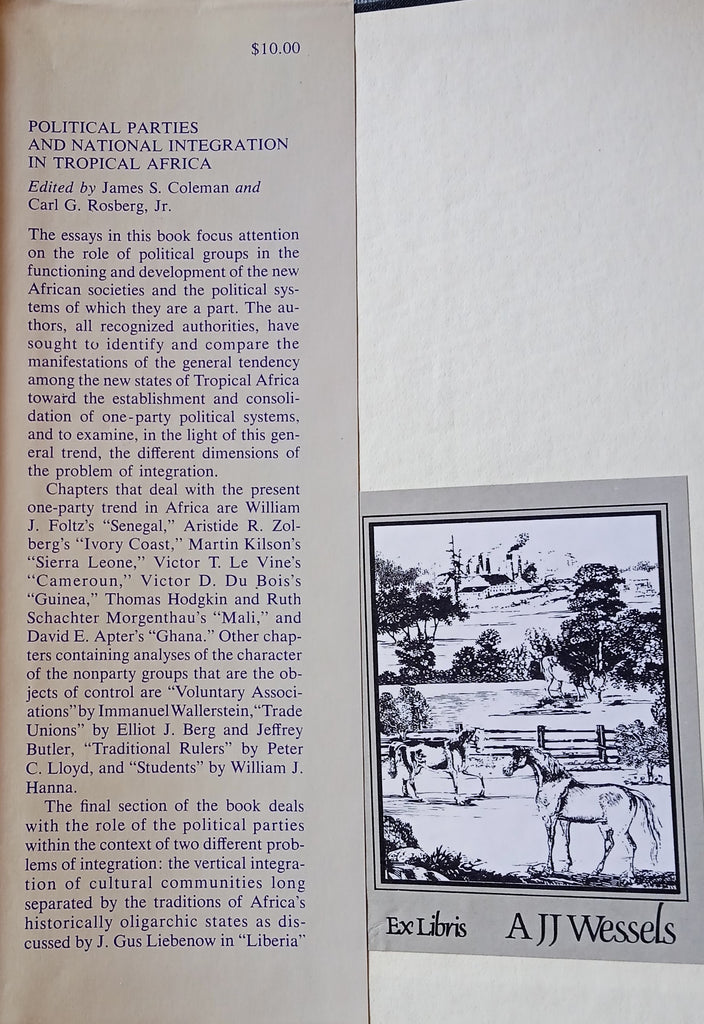 $10.00
POLITICAL PARTIES
AND NATIONAL INTEGRATION
IN TROPICAL AFRICA
Edited by James S. Coleman and
Carl G. Rosberg, Jr.
The essays in this book focus attention
on the role of political groups in the
functioning and development of the new
African societies and the political sys-
tems of which they are a part. The au-
thors, all recognized authorities, have
sought to identify and compare the
manifestations of the general tendency
among the new states of Tropical Africa
toward the establishment and consoli-
dation of one-party political systems,
and to examine, in the light of this gen-
eral trend, the different dimensions of
the problem of integration.
Chapters that deal with the present
one-party trend in Africa are William
J. Foltz's “Senegal,” Aristide R. Zol-
berg's “Ivory Coast,” Martin Kilson's
“Sierra Leone,” Victor T. Le Vine's
“Cameroun,” Victor D. Du Bois's
“Guinea,” Thomas Hodgkin and Ruth
Schachter Morgenthau's “Mali,” and
David E. Apter's “Ghana.” Other chap-
ters containing analyses of the character
of the nonparty groups that are the ob-
jects of control are “Voluntary Associ-
ations” by Immanuel Wallerstein, “Trade
Unions” by Elliot J. Berg and Jeffrey
Butler, “Traditional Rulers” by Peter
C. Lloyd, and “Students” by William J.
Hanna.
The final section of the book deals
with the role of the political parties
within the context of two different prob-
lems of integration: the vertical integra-
tion of cultural communities long
separated by the traditions of Africa's
historically oligarchic states as dis-
cussed by J. Gus Liebenow in “Liberia”
Ex Libris A JJ Wessels